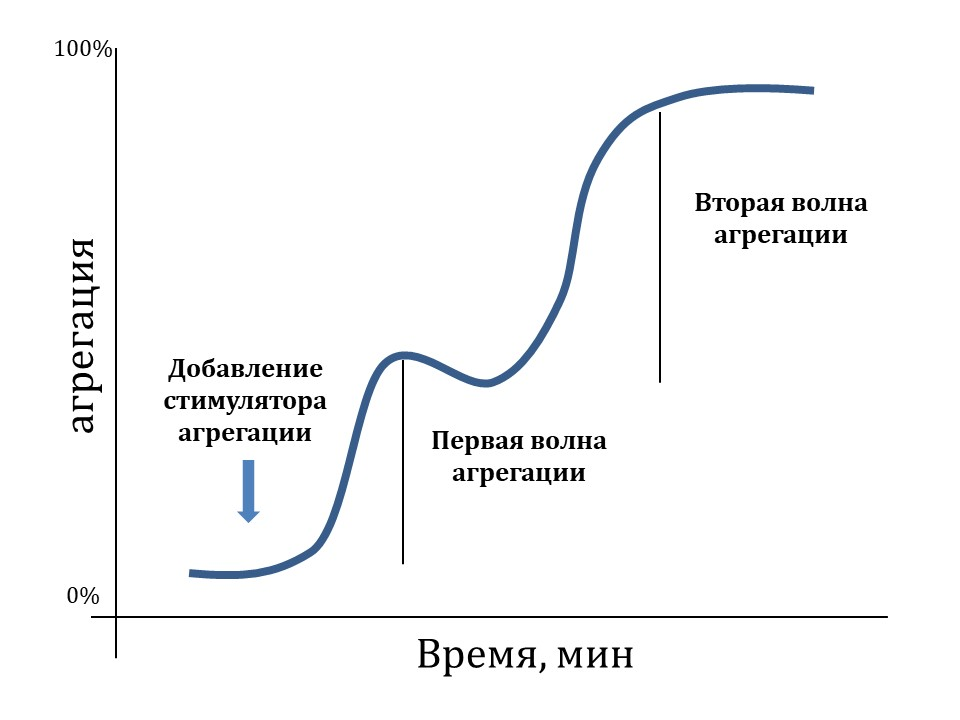 100%
Вторая волна
агрегации
агрегация
Добавление
стимулятора
агрегации
Первая волна
агрегации
0%
Время, мин